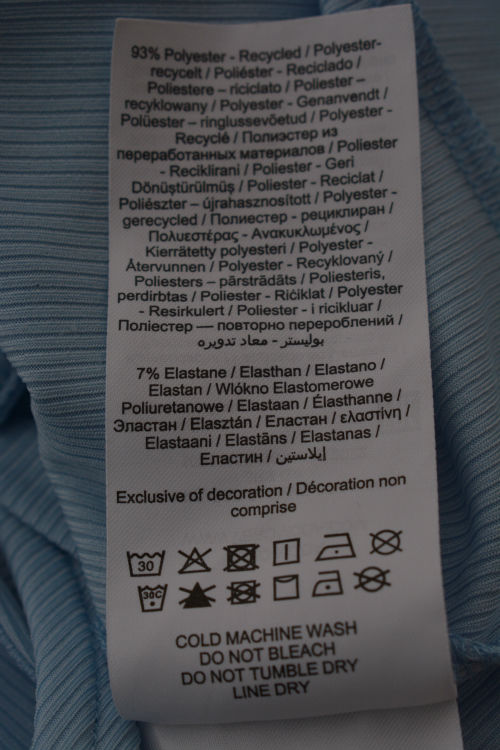 93% Polyester - Recycled / Polyester-
recycelt / Poliéster - Reciclado /
Poliestere – riciclato / Poliester –
recyklowany / Polyester - Genanvendt /
Polüester – ringlussevõetud / Polyester -
Recyclé / Полиэстер из
переработанных материалов / Poliester
- Reciklirani / Poliester - Geri
Dönüştürülmüş / Poliester - Reciclat /
Poliészter – újrahasznosított / Polyester -
gerecycled / Полиестер - рециклиран /
Πολυεστέρας - Ανακυκλωμένος /
Kierrätetty polyesteri / Polyester -
Återvunnen / Polyester - Recyklovaný /
Poliesters – pārstrādāts / Poliesteris,
perdirbtas / Poliester - Riċiklat / Polyester
- Resirkulert / Poliester - i ricikluar /
Поліестер — повторно перероблений /
بوليستر - معاد تدويره
7% Elastane / Elasthan / Elastano /
Elastan / Włókno Elastomerowe
Poliuretanowe / Elastaan / Élasthanne /
Эластан / Elasztán / Еластан / ελαστίνη /
Elastaani / Elastāns / Elastanas /
Еластин / إيلاستين
Exclusive of decoration / Décoration non
comprise
30
30C
COLD MACHINE WASH
DO NOT BLEACH
DO NOT TUMBLE DRY
LINE DRY